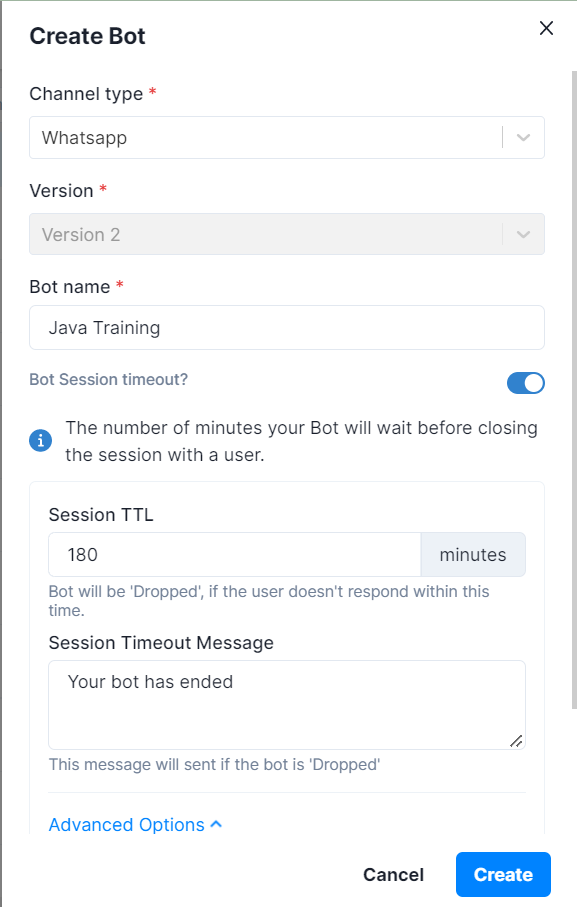 Create Bot
Channel type *
Whatsapp
Version *
Version 2
Bot name *
Java Training
Bot Session timeout?
The number of minutes your Bot will wait before closing
the session with a user.
Session TTL
180
minutes
Bot will be 'Dropped', if the user doesn't respond within this
time.
Session Timeout Message
Your bot has ended
This message will sent if the bot is 'Dropped'
Advanced Options
Cancel
Create